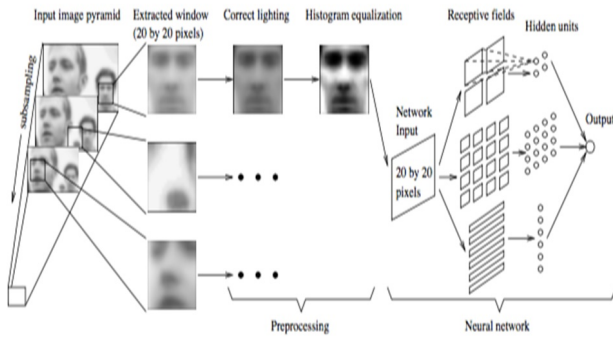 Input image pyramid
Extracted window
(20 by 20 pixels)
Correct lighting
Histogram equalization
Receptive fields
Hidden units
subsampling
Network
Input
20 by 20
pixels
Output
Preprocessing
Neural network